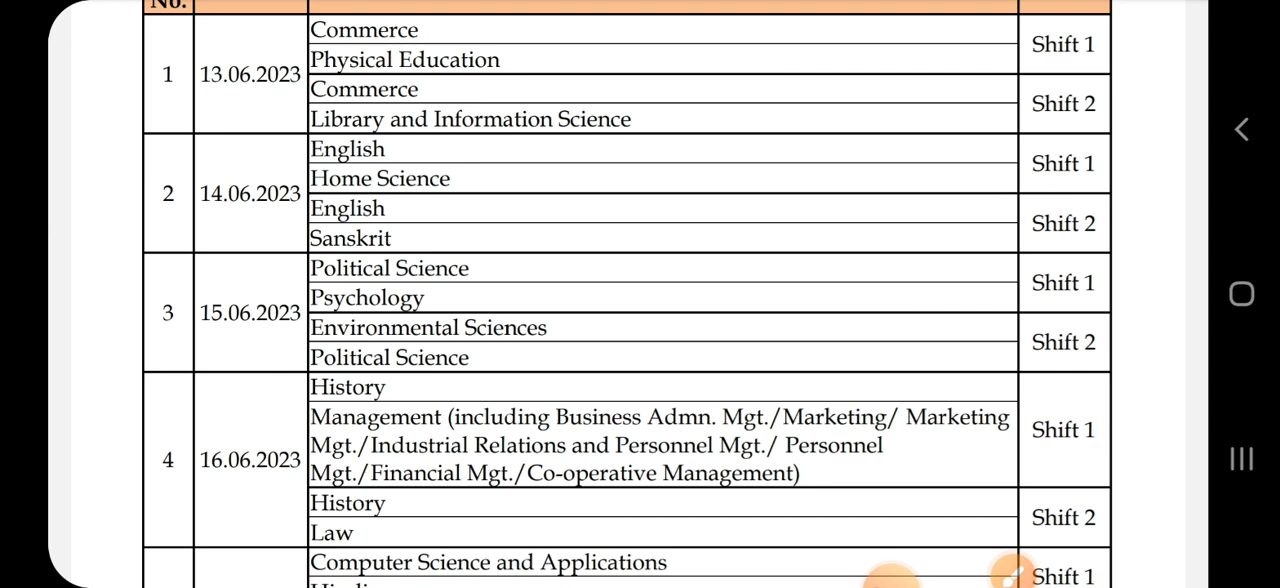 No.
Commerce
Shift 1
Physical Education
1
13.06.2023
Commerce
Shift 2
Library and Information Science
English
Shift 1
Home Science
2
14.06.2023
English
Shift 2
Sanskrit
Political Science
Shift 1
Psychology
3
15.06.2023
Environmental Sciences
Shift 2
Political Science
History
Management (including Business Admn. Mgt./Marketing/ Marketing
Mgt./Industrial Relations and Personnel Mgt./ Personnel
Mgt./Financial Mgt./Co-operative Management)
Shift 1
4
16.06.2023
History
Shift 2
Law
Computer Science and Applications
Shift 1